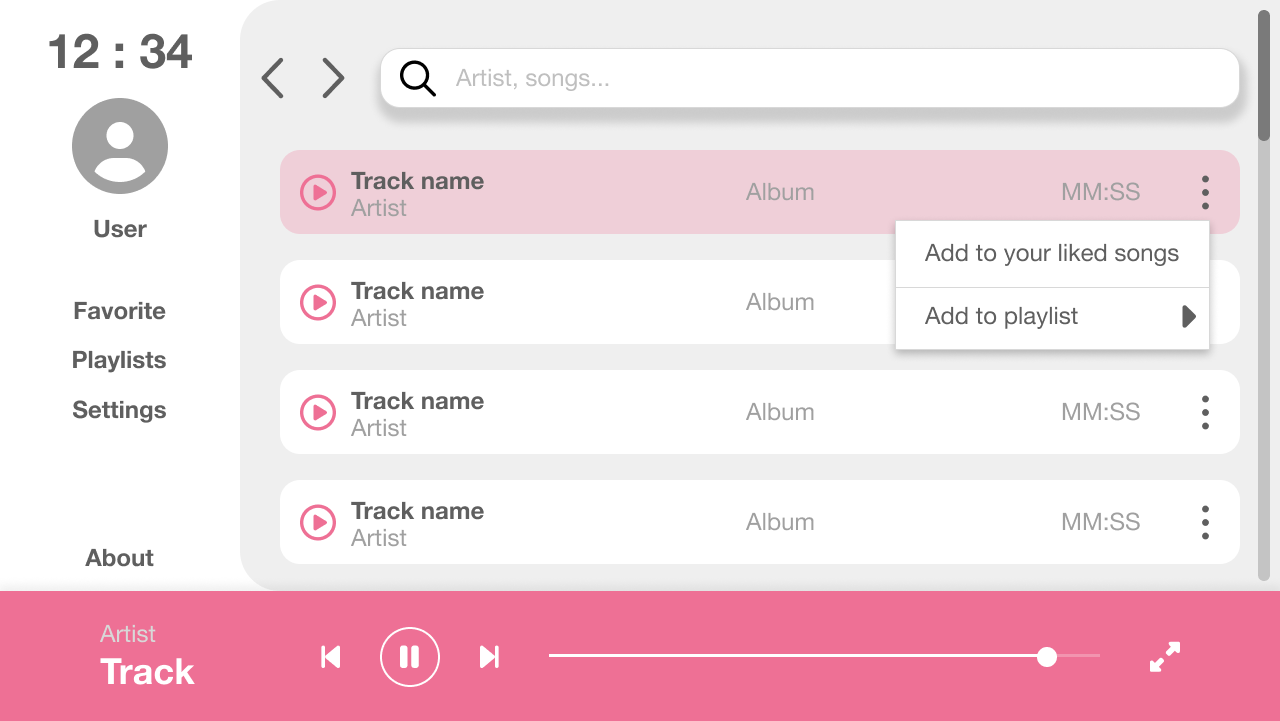 12 : 34
User
Favorite
Playlists
Settings
About
Artist, songs...
Track name
Artist
Album
MM:SS
Add to your liked songs
Add to playlist
Track name
Artist
Album
Track name
Artist
Album
MM:SS
Track name
Artist
Album
MM:SS
Artist
Track